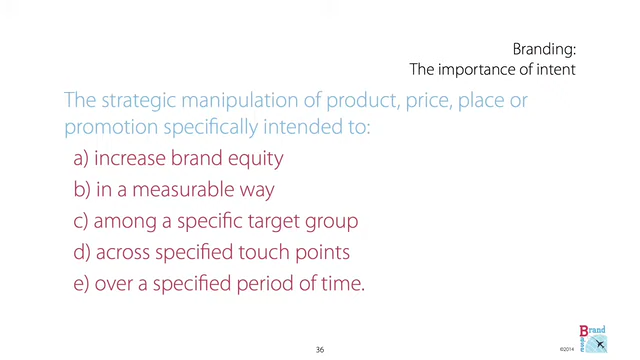 Branding:
The importance of intent
The strategic manipulation of product, price, place or
promotion specifically intended to:
a) increase brand equity
b) in a measurable way
c) among a specific target group
d) across specified touch points
e) over a specified period of time.
36
©2014
Brand